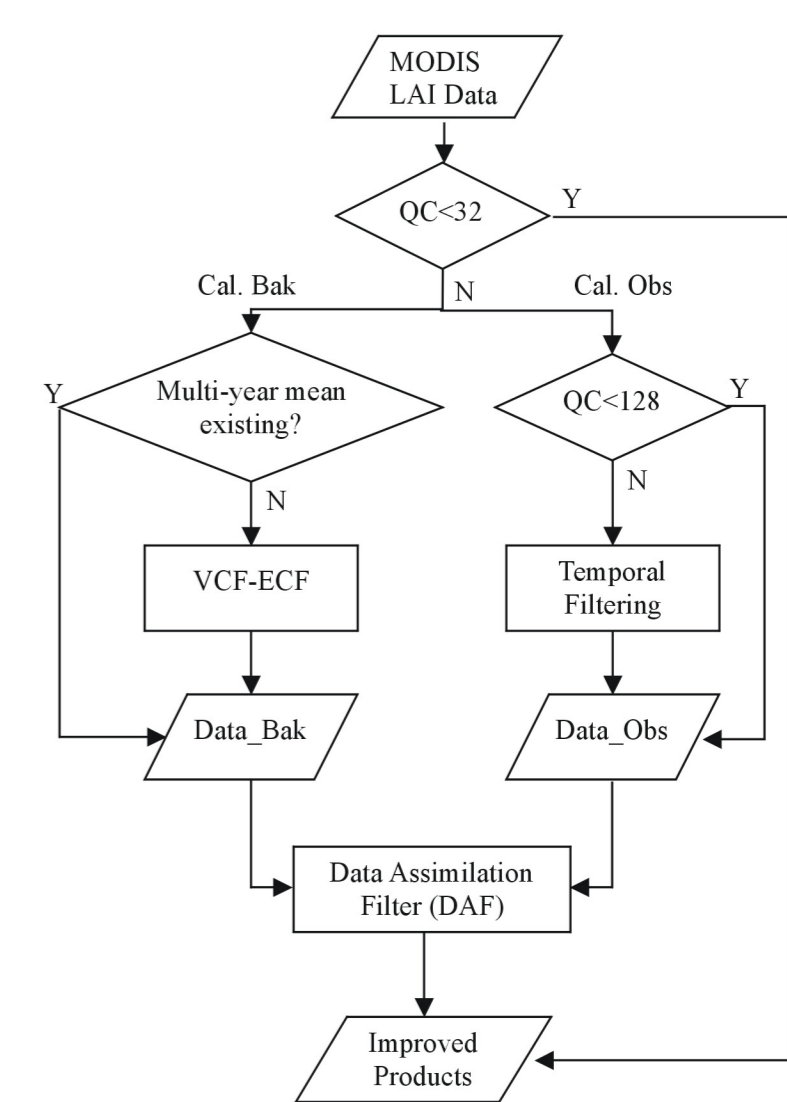 MODIS
LAI Data
QC<32
Y
Cal. Bak
N
Cal. Obs
Y
Multi-year mean
existing?
QC<128
Y
N
N
VCF-ECF
Temporal
Filtering
Data_Bak
Data_Obs
Data Assimilation
Filter (DAF)
Improved
Products